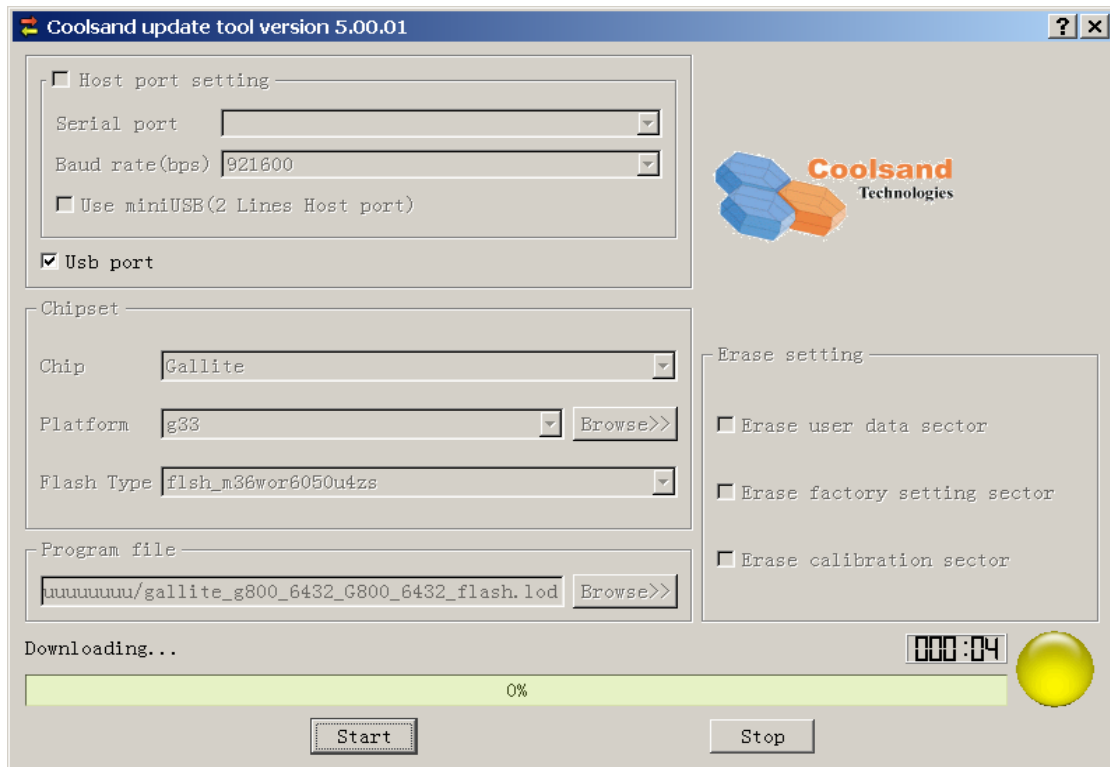 Coolsand update tool version 5.00.01
?
Host port setting
Serial port
Baud rate(bps) 921600
Use miniUSB(2 Lines Host port)
Usb port
Coolsand
Technologies
Chipset
Chip Gallite
Platform g33 Browse>>
Flash Type flsh_m36wor6050u4zs
Erase setting
Erase user data sector
Erase factory setting sector
Erase calibration sector
Program file
uuuuuuuuu/gallite_g800_6432_G800_6432_flash.lod Browse>>
Downloading...
000:04
0%
Start Stop